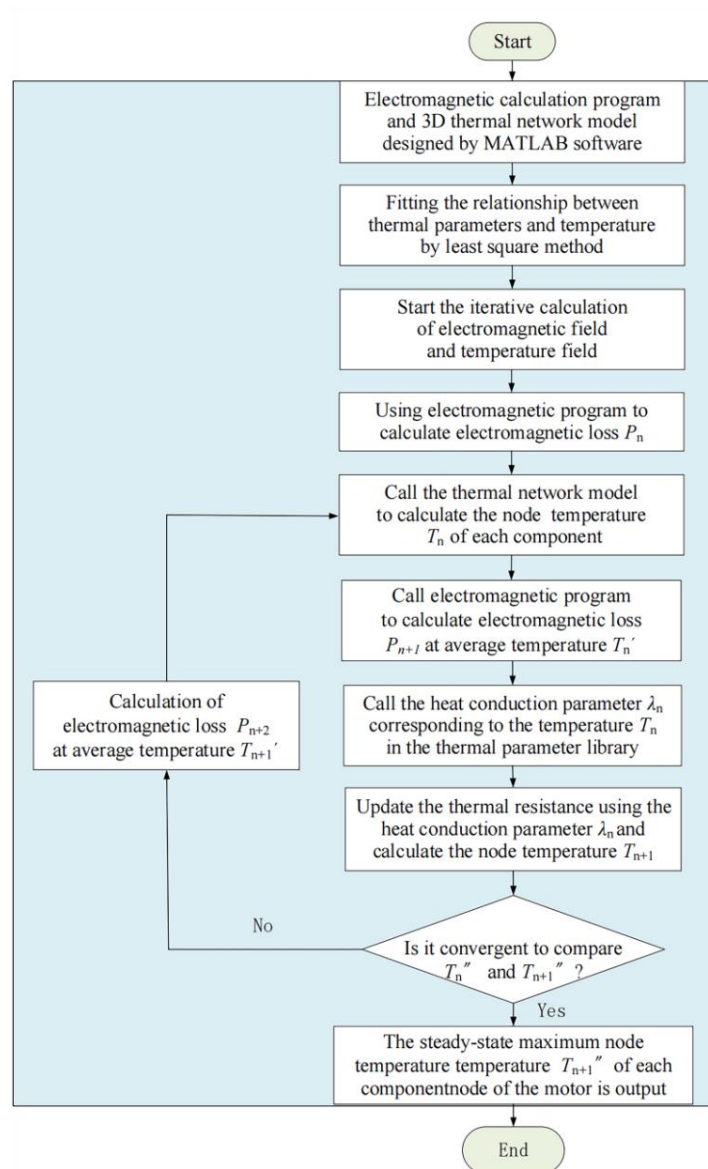 Start
Electromagnetic calculation program
and 3D thermal network model
designed by MATLAB software
Fitting the relationship between
thermal parameters and temperature
by least square method
Start the iterative calculation
of electromagnetic field
and temperature field
Using electromagnetic program to
calculate electromagnetic loss Pn
Call the thermal network model
to calculate the node temperature
Tn of each component
Call electromagnetic program
to calculate electromagnetic loss
Pn+1 at average temperature Tn′
Call the heat conduction parameter λn
corresponding to the temperature Tn
in the thermal parameter library
Update the thermal resistance using the
heat conduction parameter λn and
calculate the node temperature Tn+1
Is it convergent to compare
Tn″ and Tn+1″ ?
No
Calculation of
electromagnetic loss Pn+2
at average temperature Tn+1′
Yes
The steady-state maximum node
temperature temperature Tn+1″ of each
componentnode of the motor is output
End